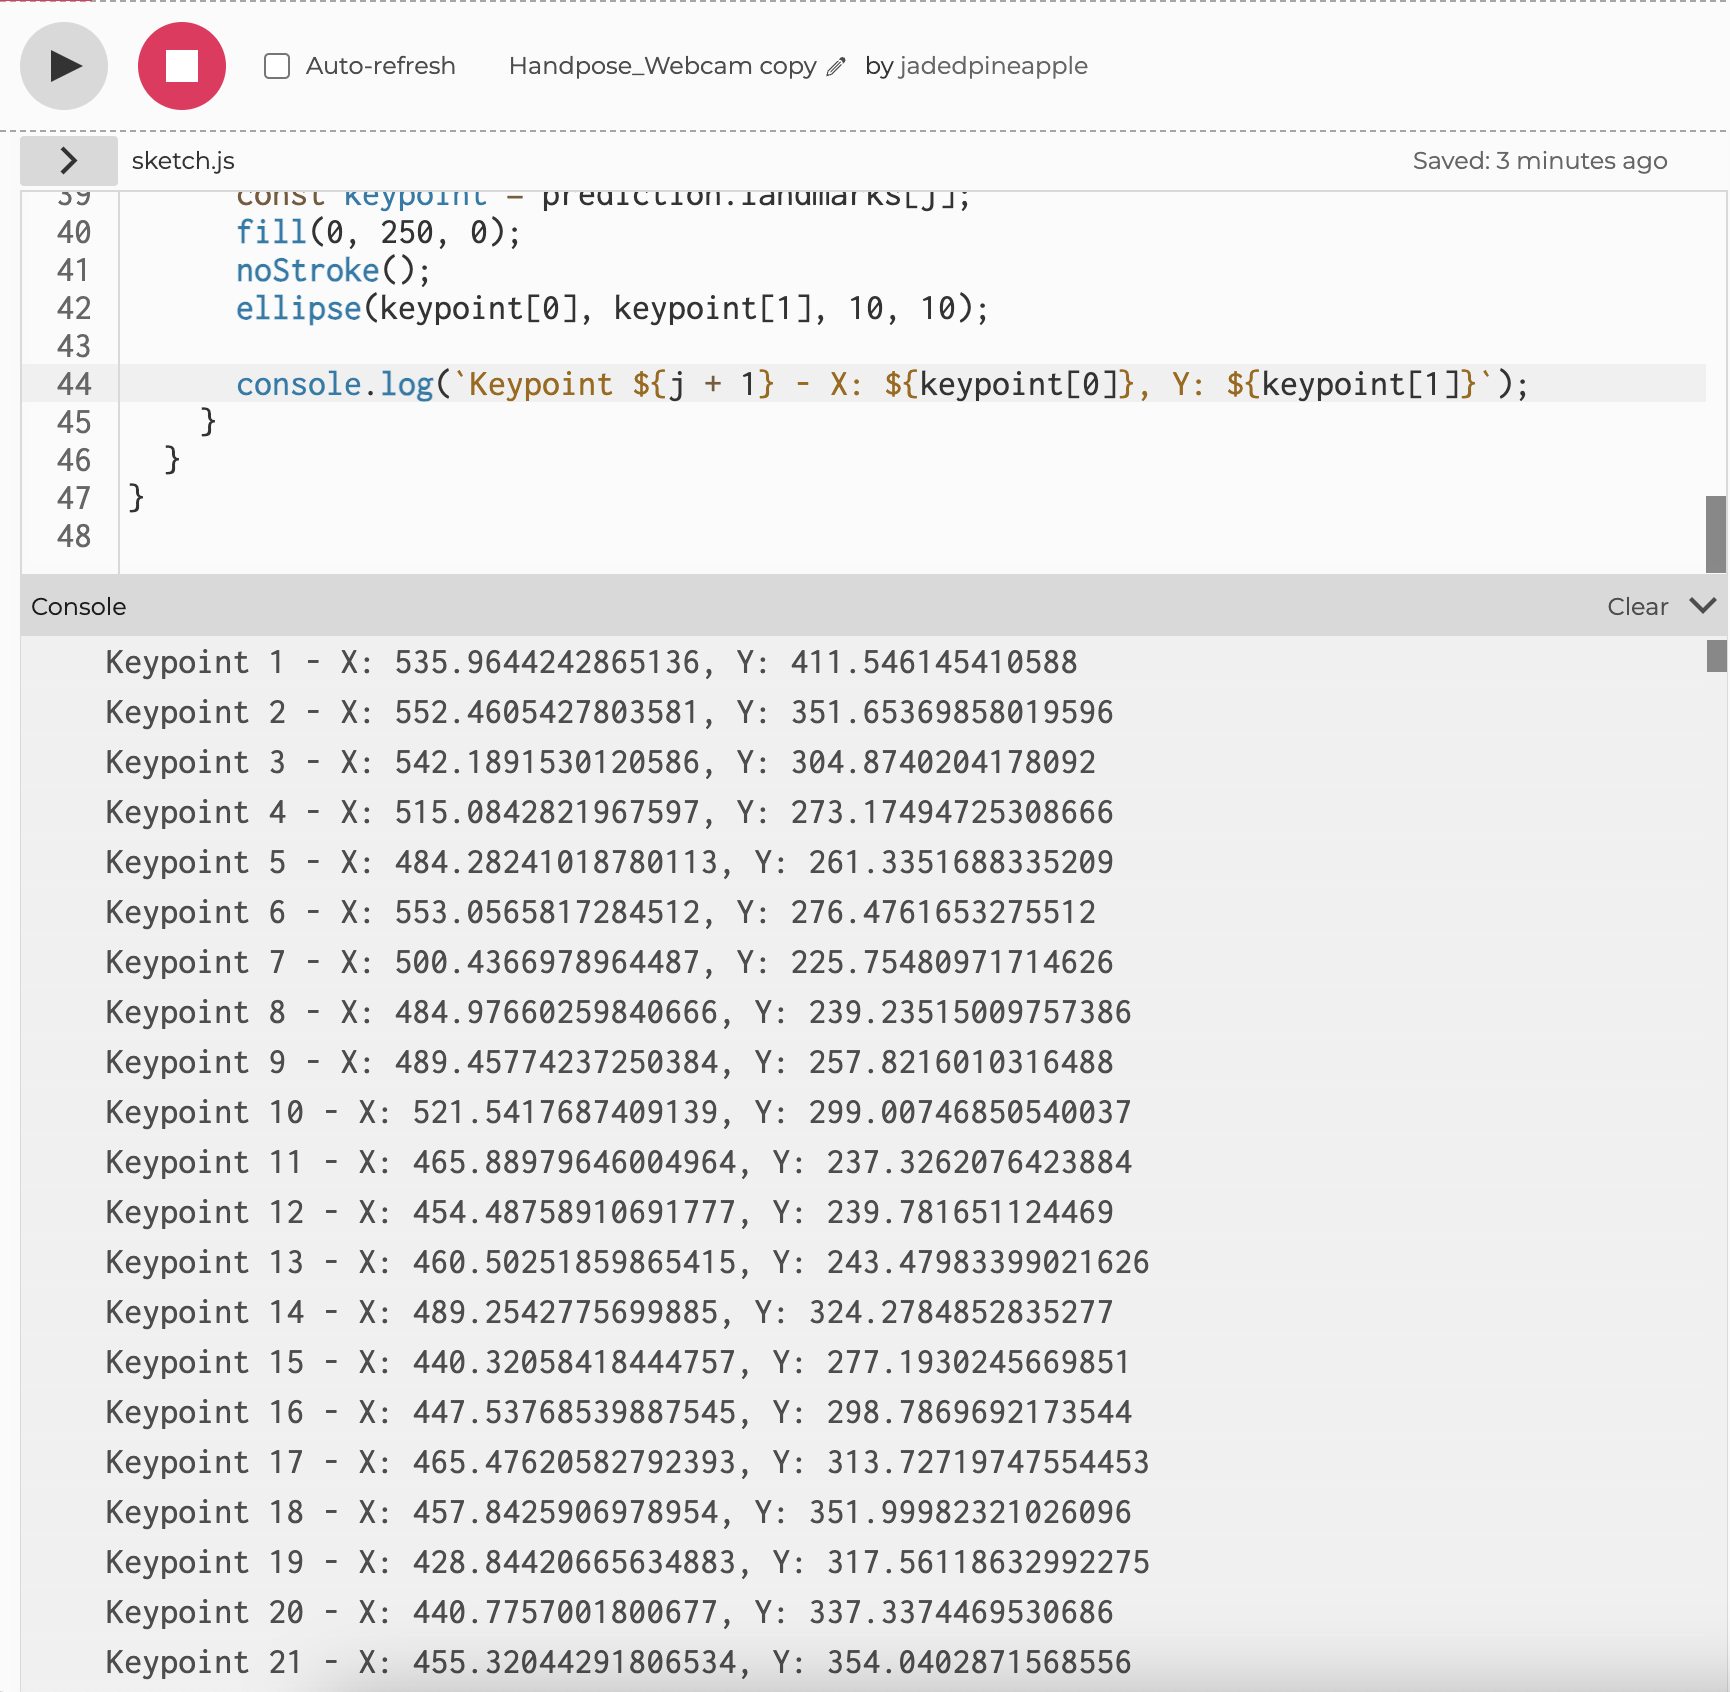 Auto-refresh Handpose_Webcam copy by jadedpineapple
sketch.js Saved: 3 minutes ago
39 const keypoint = prediction.landmarks[j];
40 fill(0, 250, 0);
41 noStroke();
42 ellipse(keypoint[0], keypoint[1], 10, 10);
43
44 console.log(`Keypoint ${j + 1} - X: ${keypoint[0]}, Y: ${keypoint[1]}`);
45 }
46 }
47 }
48
Console Clear
Keypoint 1 - X: 535.9644242865136, Y: 411.546145410588
Keypoint 2 - X: 552.4605427803581, Y: 351.65369858019596
Keypoint 3 - X: 542.1891530120586, Y: 304.8740204178092
Keypoint 4 - X: 515.0842821967597, Y: 273.17494725308666
Keypoint 5 - X: 484.28241018780113, Y: 261.3351688335209
Keypoint 6 - X: 553.0565817284512, Y: 276.4761653275512
Keypoint 7 - X: 500.4366978964487, Y: 225.75480971714626
Keypoint 8 - X: 484.97660259840666, Y: 239.23515009757386
Keypoint 9 - X: 489.45774237250384, Y: 257.8216010316488
Keypoint 10 - X: 521.5417687409139, Y: 299.00746850540037
Keypoint 11 - X: 465.88979646004964, Y: 237.3262076423884
Keypoint 12 - X: 454.48758910691777, Y: 239.781651124469
Keypoint 13 - X: 460.50251859865415, Y: 243.47983399021626
Keypoint 14 - X: 489.2542775699885, Y: 324.2784852835277
Keypoint 15 - X: 440.32058418444757, Y: 277.1930245669851
Keypoint 16 - X: 447.53768539887545, Y: 298.7869692173544
Keypoint 17 - X: 465.47620582792393, Y: 313.72719747554453
Keypoint 18 - X: 457.8425906978954, Y: 351.99982321026096
Keypoint 19 - X: 428.84420665634883, Y: 317.56118632992275
Keypoint 20 - X: 440.7757001800677, Y: 337.3374469530686
Keypoint 21 - X: 455.32044291806534, Y: 354.0402871568556